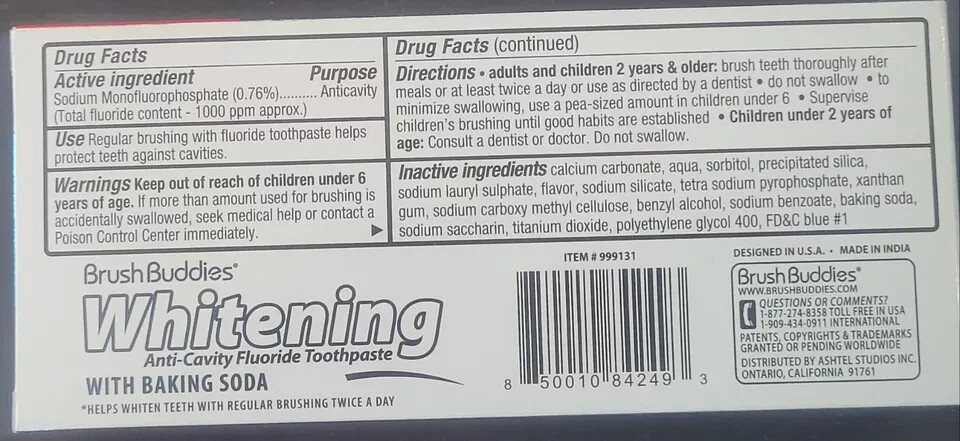 Drug Facts
Active ingredient Purpose
Sodium Monofluorophosphate (0.76%).......... Anticavity
(Total fluoride content - 1000 ppm approx.)
Use Regular brushing with fluoride toothpaste helps
protect teeth against cavities.
Warnings Keep out of reach of children under 6
years of age. If more than amount used for brushing is
accidentally swallowed, seek medical help or contact a
Poison Control Center immediately.
Drug Facts (continued)
Directions • adults and children 2 years & older: brush teeth thoroughly after
meals or at least twice a day or use as directed by a dentist • do not swallow • to
minimize swallowing, use a pea-sized amount in children under 6 • Supervise
children's brushing until good habits are established • Children under 2 years of
age: Consult a dentist or doctor. Do not swallow.
Inactive ingredients calcium carbonate, aqua, sorbitol, precipitated silica,
sodium lauryl sulphate, flavor, sodium silicate, tetra sodium pyrophosphate, xanthan
gum, sodium carboxy methyl cellulose, benzyl alcohol, sodium benzoate, baking soda,
sodium saccharin, titanium dioxide, polyethylene glycol 400, FD&C blue #1
BrushBuddies®
Whitening
Anti-Cavity Fluoride Toothpaste
WITH BAKING SODA
*HELPS WHITEN TEETH WITH REGULAR BRUSHING TWICE A DAY
ITEM # 999131
8 50010 84249 3
DESIGNED IN U.S.A. • MADE IN INDIA
BrushBuddies®
WWW.BRUSHBUDDIES.COM
QUESTIONS OR COMMENTS?
1-877-274-8358 TOLL FREE IN USA
1-909-434-0911 INTERNATIONAL
PATENTS, COPYRIGHTS & TRADEMARKS
GRANTED OR PENDING WORLDWIDE
DISTRIBUTED BY ASHTEL STUDIOS INC.
ONTARIO, CALIFORNIA 91761